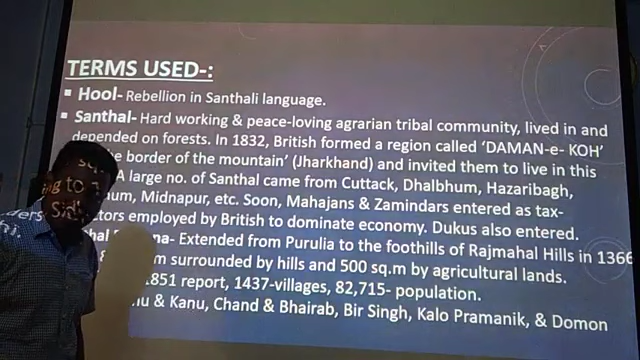 TERMS USED-:
Hool- Rebellion in Santhali language.
Santhal- Hard working & peace-loving agrarian tribal community, lived in and
depended on forests. In 1832, British formed a region called ‘DAMAN-e- KOH’
border of the mountain’ (Jharkhand) and invited them to live in this
A large no. of Santhal came from Cuttack, Dhalbhum, Hazaribagh,
Midnapur, etc. Soon, Mahajans & Zamindars entered as tax-
employed by British to dominate economy. Dukus also entered.
Extended from Purulia to the foothills of Rajmahal Hills in 1366
surrounded by hills and 500 sq.m by agricultural lands.
1851 report, 1437-villages, 82,715- population.
& Kanu, Chand & Bhairab, Bir Singh, Kalo Pramanik, & Domon